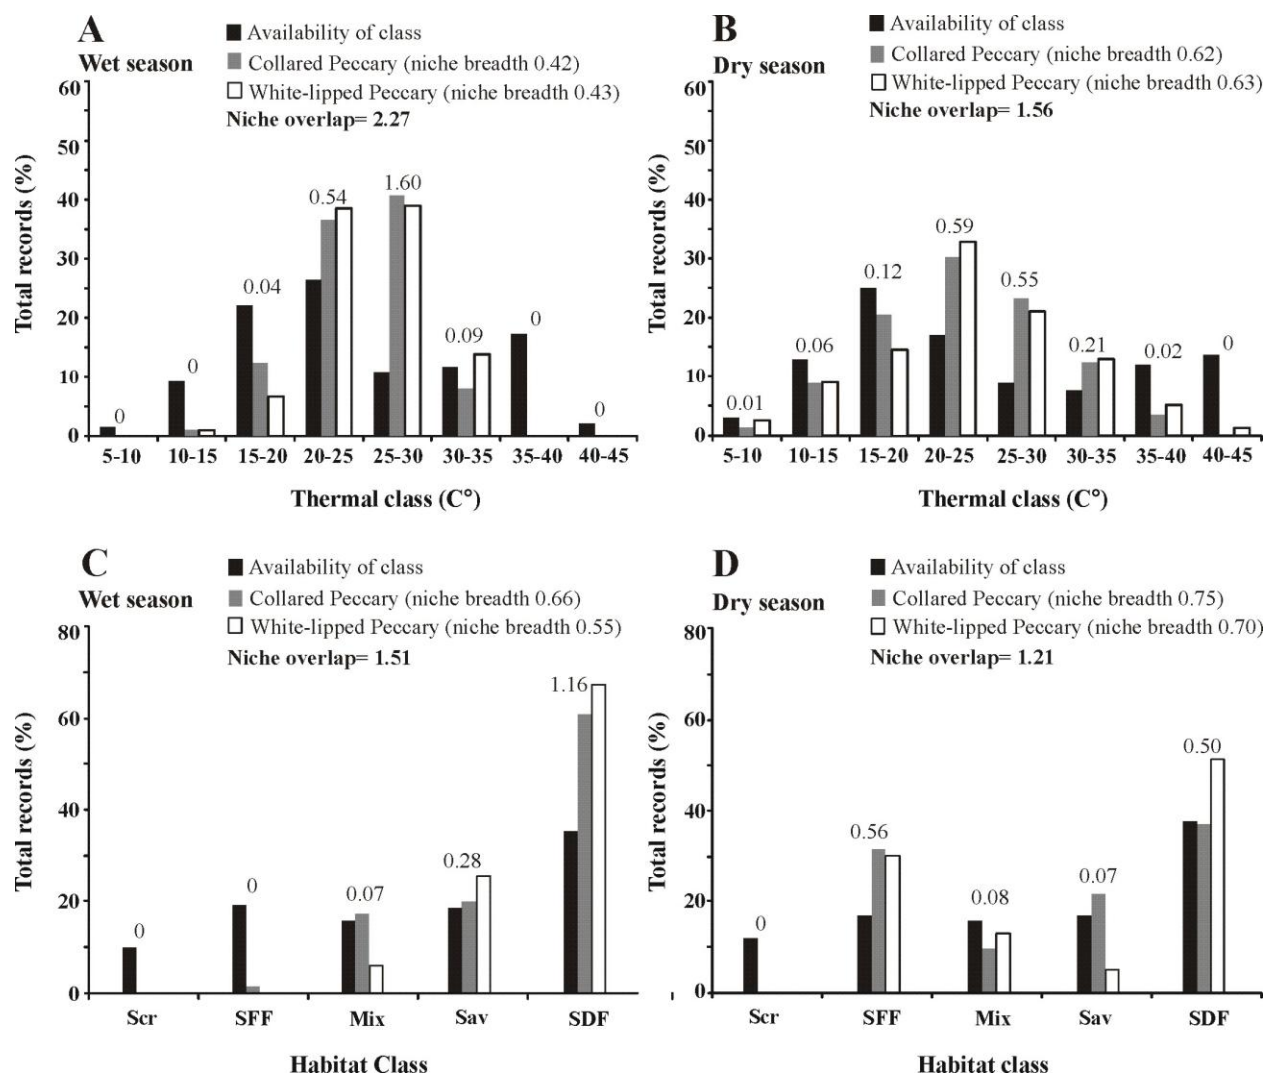 A
Wet season
Availability of class
Collared Peccary (niche breadth 0.42)
White-lipped Peccary (niche breadth 0.43)
Niche overlap= 2.27
Total records (%)
60
50
40
30
20
10
0
0
0
0.04
0.54
1.60
0.09
0
0
5-10 10-15 15-20 20-25 25-30 30-35 35-40 40-45
Thermal class (C°)
B
Dry season
Availability of class
Collared Peccary (niche breadth 0.62)
White-lipped Peccary (niche breadth 0.63)
Niche overlap= 1.56
Total records (%)
60
50
40
30
20
10
0
0.01
0.06
0.12
0.59
0.55
0.21
0.02
0
5-10 10-15 15-20 20-25 25-30 30-35 35-40 40-45
Thermal class (C°)
C
Wet season
Availability of class
Collared Peccary (niche breadth 0.66)
White-lipped Peccary (niche breadth 0.55)
Niche overlap= 1.51
Total records (%)
80
60
40
20
0
0
0
0.07
0.28
1.16
Scr SFF Mix Sav SDF
Habitat Class
D
Dry season
Availability of class
Collared Peccary (niche breadth 0.75)
White-lipped Peccary (niche breadth 0.70)
Niche overlap= 1.21
Total records (%)
80
60
40
20
0
0
0.56
0.08
0.07
0.50
Scr SFF Mix Sav SDF
Habitat class